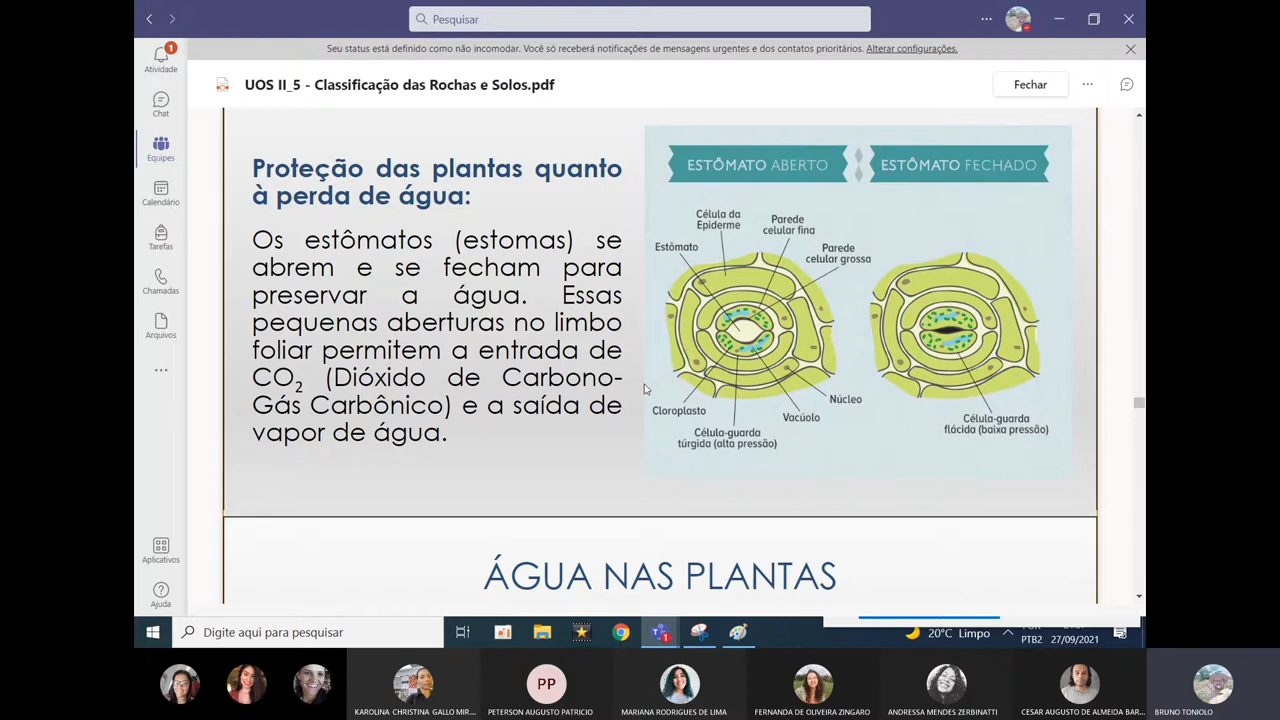 Pesquisar
Seu status está definido como não incomodar. Você só receberá notificações de mensagens urgentes e dos contatos prioritários. Alterar configurações.
1
Atividade
Chat
Equipes
Calendário
Tarefas
Chamadas
Arquivos
Aplicativos
Ajuda
UOS II_5 - Classificação das Rochas e Solos.pdf
Fechar
Proteção das plantas quanto
à perda de água:
Os estômatos (estomas) se
abrem e se fecham para
preservar a água. Essas
pequenas aberturas no limbo
foliar permitem a entrada de
CO₂ (Dióxido de Carbono-
Gás Carbônico) e a saída de
vapor de água.
ESTÔMATO ABERTO
ESTÔMATO FECHADO
Célula da
Epiderme
Parede
celular fina
Estômato
Parede
celular grossa
Núcleo
Cloroplasto
Vacúolo
Célula-guarda
túrgida (alta pressão)
Célula-guarda
flácida (baixa pressão)
ÁGUA NAS PLANTAS
Digite aqui para pesquisar
20°C Limpo
PTB2
27/09/2021
KAROLINA CHRISTINA GALLO MIR...
PP
PETERSON AUGUSTO PATRICIO
MARIANA RODRIGUES DE LIMA
FERNANDA DE OLIVEIRA ZINGARO
ANDRESSA MENDES ZERBINATTI
CESAR AUGUSTO DE ALMEIDA BAR...
BRUNO TONIOLO